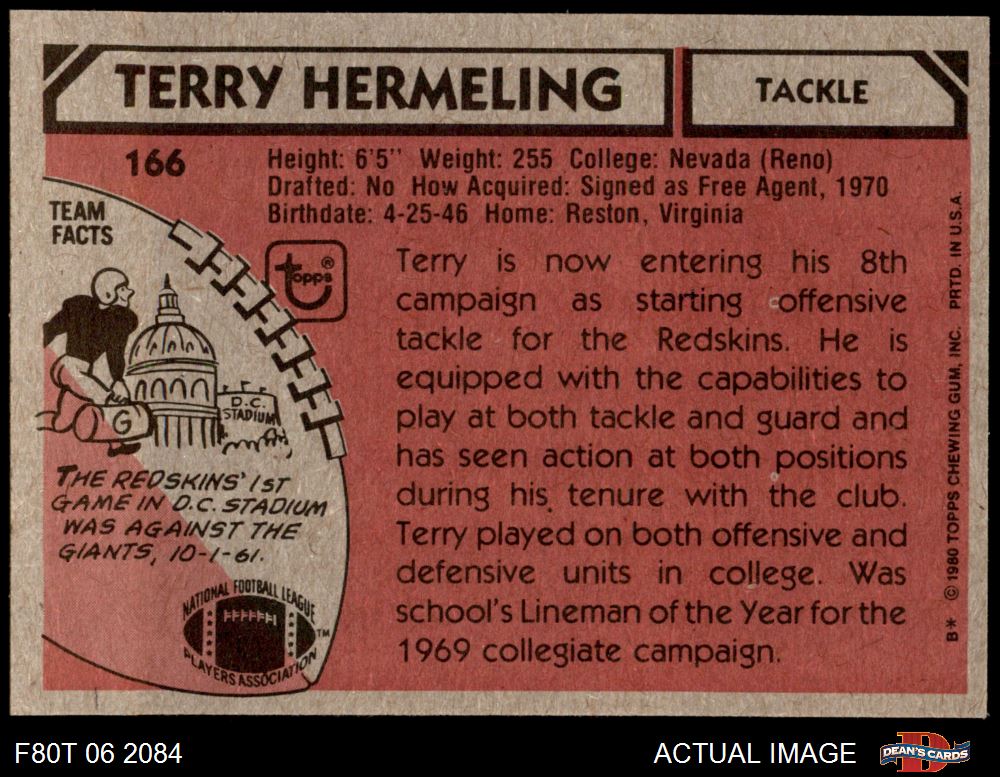 TERRY HERMELING
TACKLE
166
Height: 6'5" Weight: 255 College: Nevada (Reno)
Drafted: No How Acquired: Signed as Free Agent, 1970
Birthdate: 4-25-46 Home: Reston, Virginia
TEAM
FACTS
topps®
D.C.
STADIUM
G
THE REDSKINS' 1ST
GAME IN D.C. STADIUM
WAS AGAINST THE
GIANTS, 10-1-61.
NATIONAL FOOTBALL LEAGUE
PLAYERS ASSOCIATION
TM
Terry is now entering his 8th
campaign as starting offensive
tackle for the Redskins. He is
equipped with the capabilities to
play at both tackle and guard and
has seen action at both positions
during his tenure with the club.
Terry played on both offensive and
defensive units in college. Was
school's Lineman of the Year for the
1969 collegiate campaign.
B* © 1980 TOPPS CHEWING GUM, INC. PRTD. IN U.S.A.
F80T 06 2084
ACTUAL IMAGE
D
DEAN'S CARDS